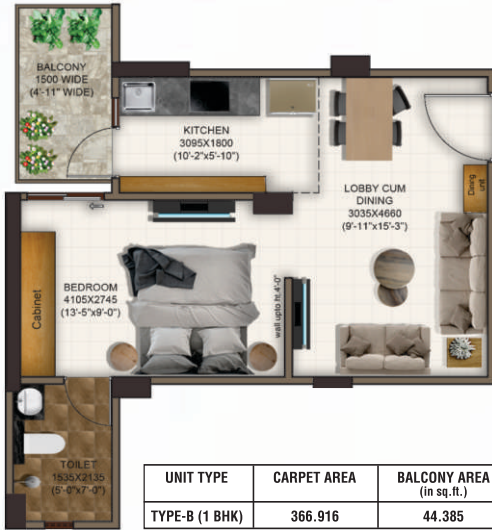 BALCONY
1500 WIDE
(4'-11" WIDE)
KITCHEN
3095X1800
(10'-2"x5'-10")
LOBBY CUM
DINING
3035X4660
(9'-11"x15'-3")
Dining
unit
BEDROOM
4105X2745
(13'-5"x9'-0")
Cabinet
wall upto ht.4'-0"
TOILET
1535X2135
(5'-0"x7'-0")
UNIT TYPE CARPET AREA BALCONY AREA
(in sq.ft.)
TYPE-B (1 BHK) 366.916 44.385